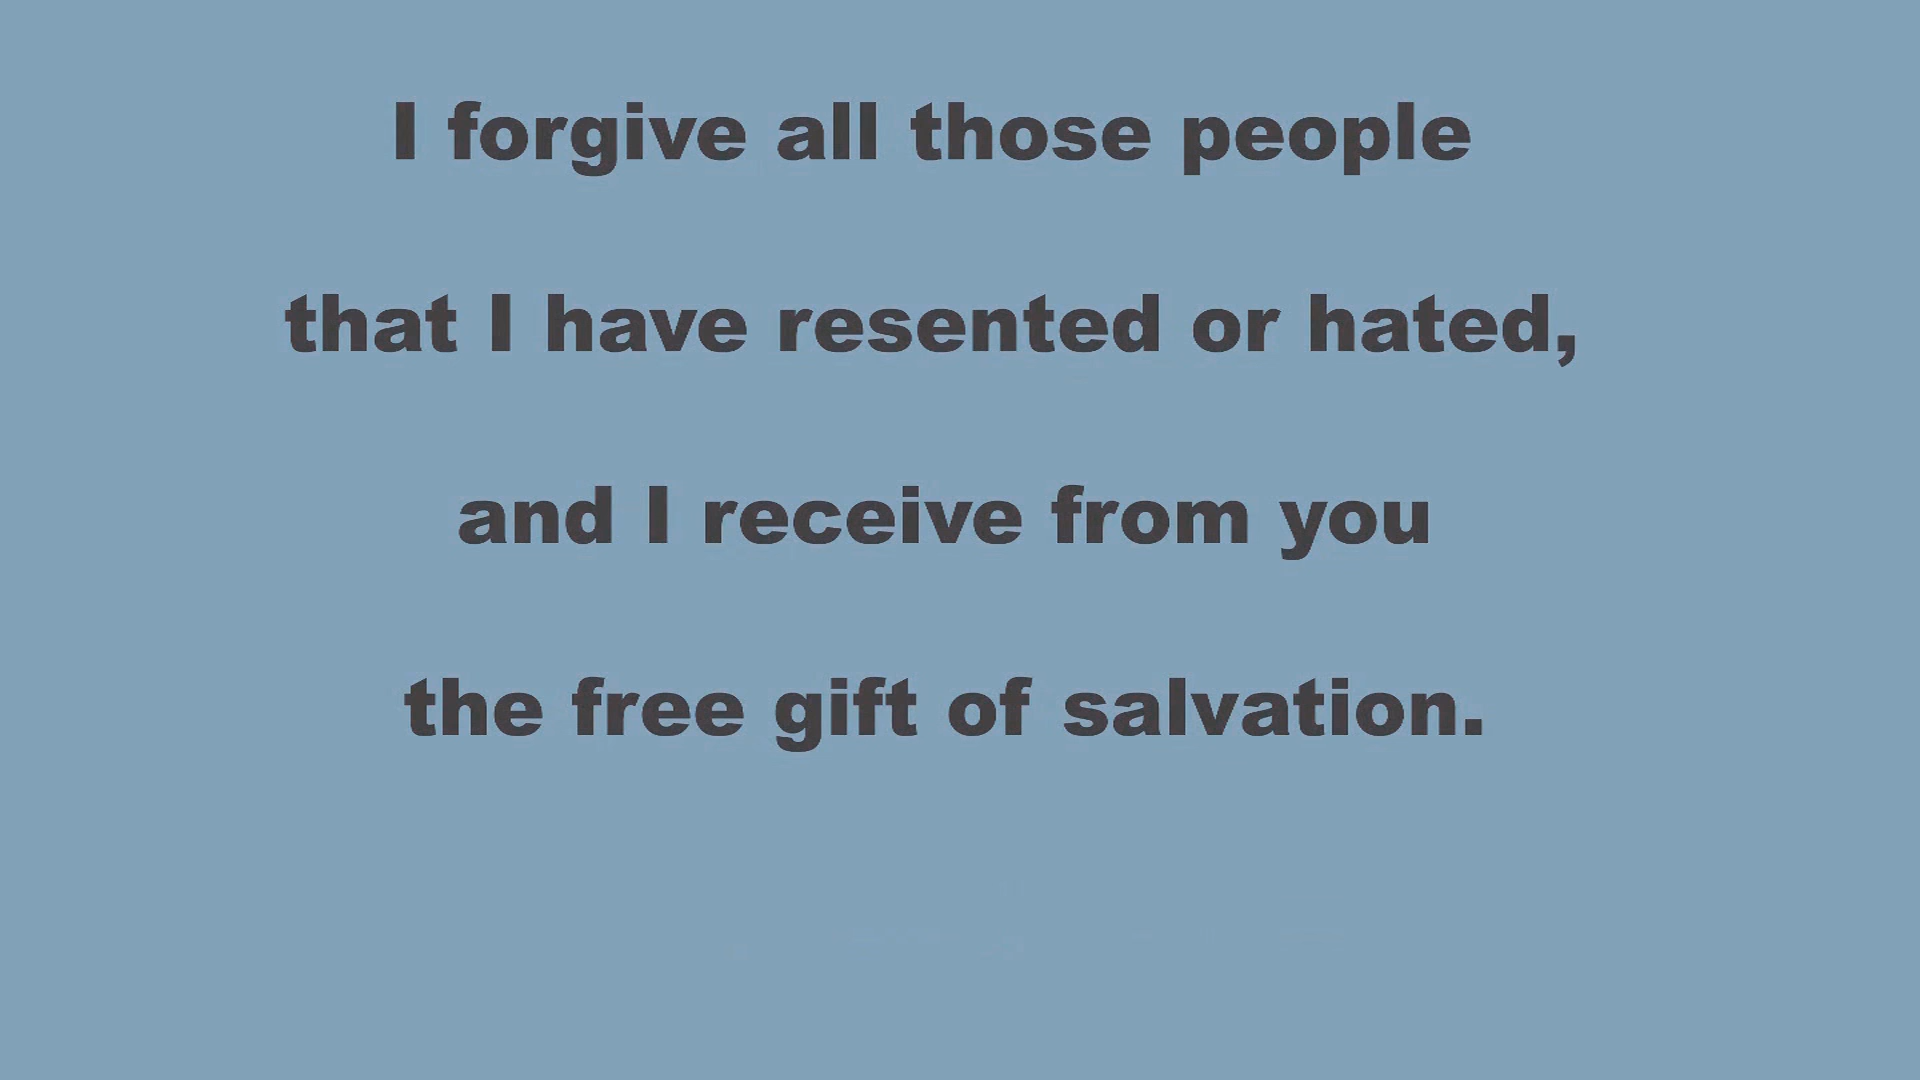 I forgive all those people
that I have resented or hated,
and I receive from you
the free gift of salvation.